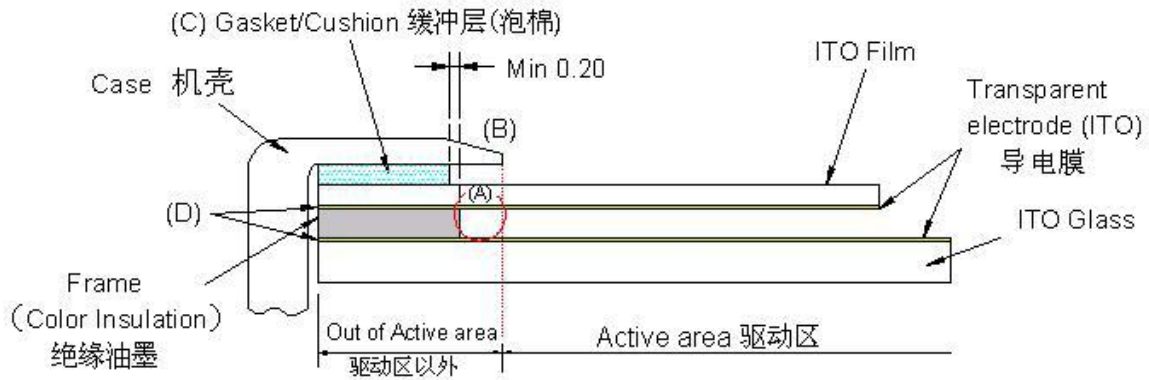 (C) Gasket/Cushion 缓冲层(泡棉)
Min 0.20
ITO Film
Case 机壳
Transparent
electrode (ITO)
导电膜
(B)
(A)
(D)
ITO Glass
Frame
（Color Insulation）
绝缘油墨
Out of Active area
驱动区以外
Active area 驱动区